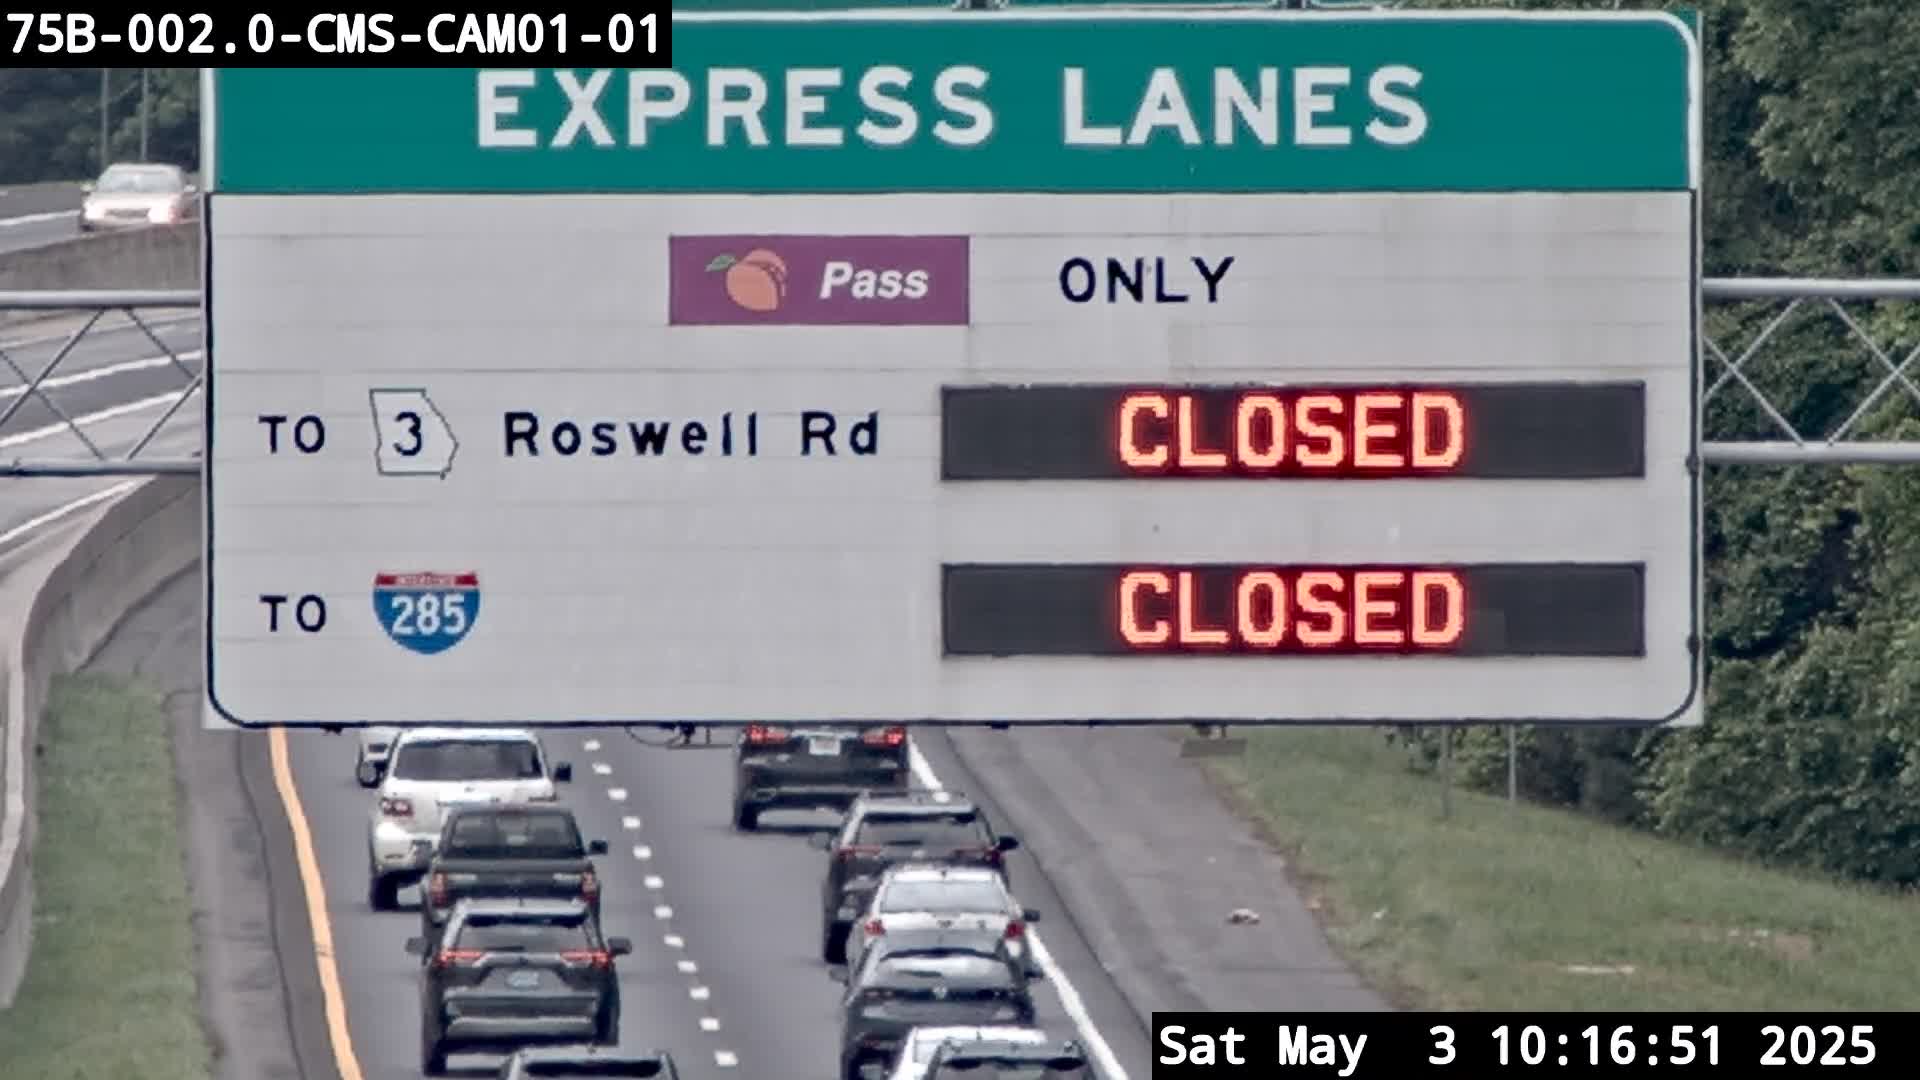 75B-002.0-CMS-CAM01-01
EXPRESS LANES
Pass ONLY
TO 3 Roswell Rd CLOSED
TO 285 CLOSED
Sat May 3 10:16:51 2025